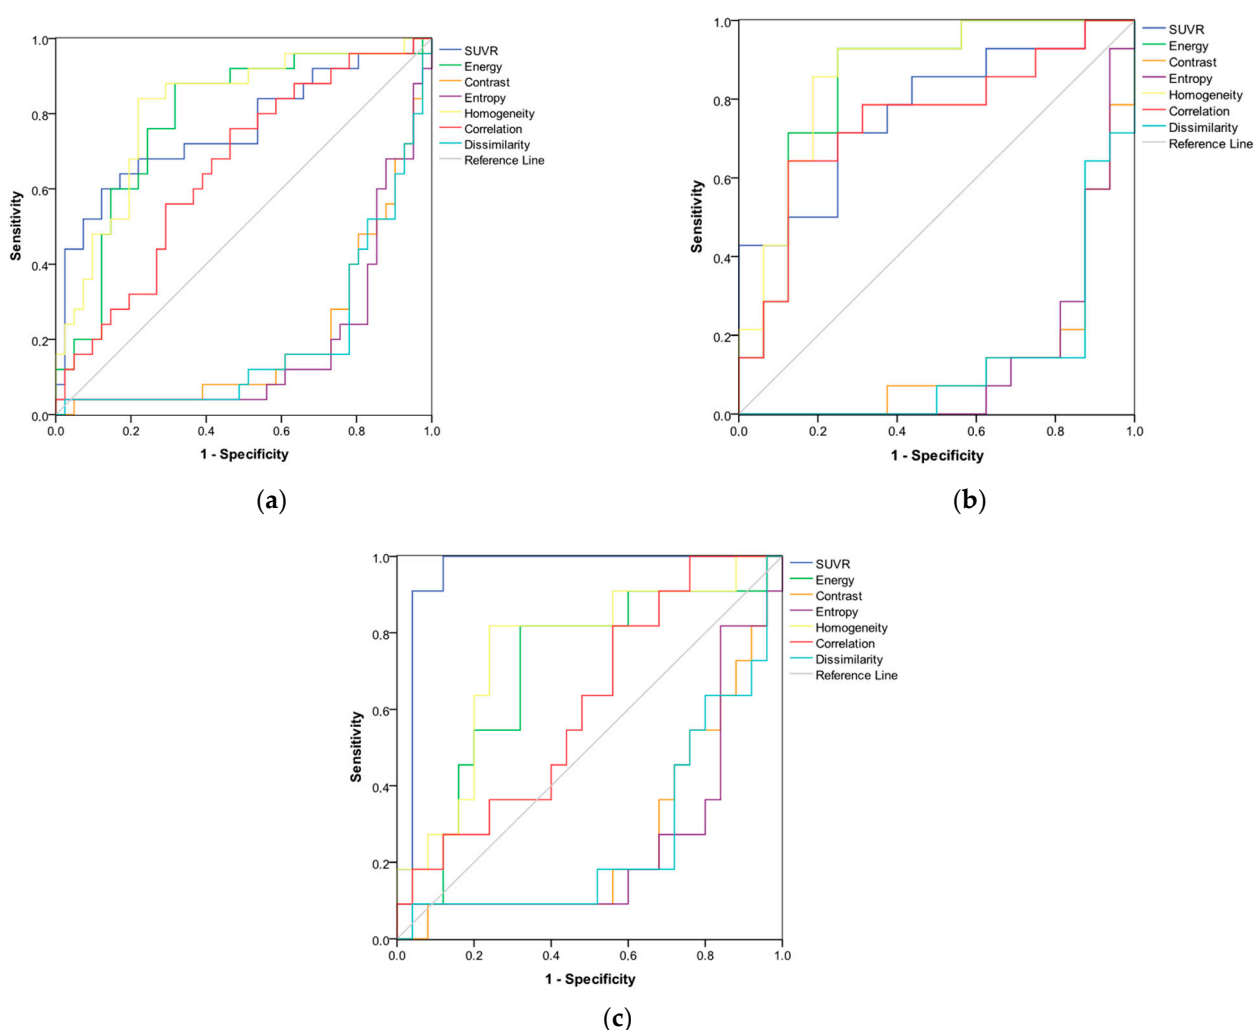 1.0
0.8
0.6
0.4
0.2
0.0
Sensitivity
0.0 0.2 0.4 0.6 0.8 1.0
1 - Specificity
SUVR
Energy
Contrast
Entropy
Homogeneity
Correlation
Dissimilarity
Reference Line
(a)
1.0
0.8
0.6
0.4
0.2
0.0
Sensitivity
0.0 0.2 0.4 0.6 0.8 1.0
1 - Specificity
SUVR
Energy
Contrast
Entropy
Homogeneity
Correlation
Dissimilarity
Reference Line
(b)
1.0
0.8
0.6
0.4
0.2
0.0
Sensitivity
0.0 0.2 0.4 0.6 0.8 1.0
1 - Specificity
SUVR
Energy
Contrast
Entropy
Homogeneity
Correlation
Dissimilarity
Reference Line
(c)